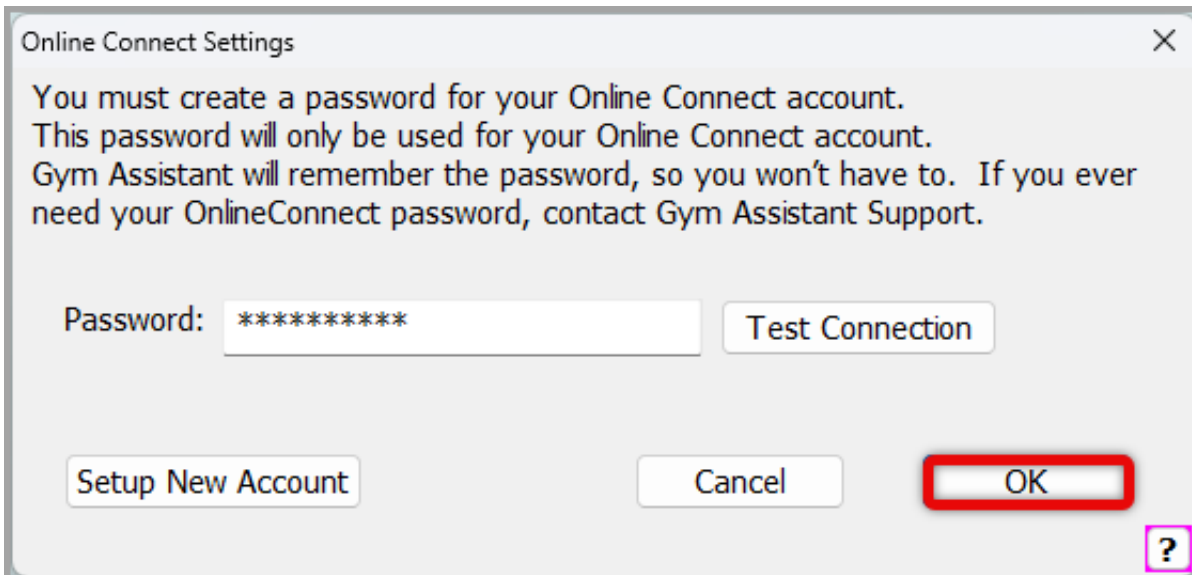 Online Connect Settings
You must create a password for your Online Connect account.
This password will only be used for your Online Connect account.
Gym Assistant will remember the password, so you won't have to.  If you ever
need your OnlineConnect password, contact Gym Assistant Support.
Password: ********** Test Connection
Setup New Account Cancel OK
?